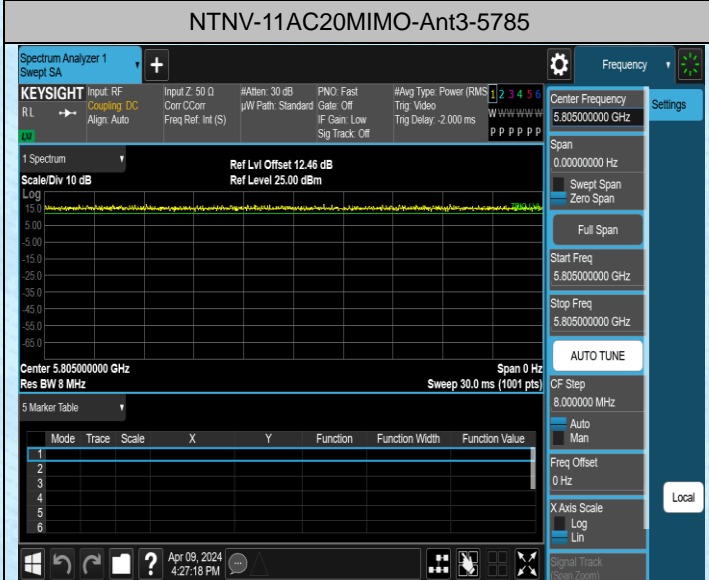 NTNV-11AC20MIMO-Ant3-5785
Spectrum Analyzer 1
Swept SA
+
Frequency
KEYSIGHT
RL
Input: RF
Coupling: DC
Align: Auto
Input Z: 50 Ω
Corr CCorr
Freq Ref: Int (S)
#Atten: 30 dB
µW Path: Standard
PNO: Fast
Gate: Off
IF Gain: Low
Sig Track: Off
#Avg Type: Power (RMS
Trig: Video
Trig Delay: -2.000 ms
1 2 3 4 5 6
W W W W W W
P P P P P P
LXI
1 Spectrum
Scale/Div 10 dB
Ref Lvl Offset 12.46 dB
Ref Level 25.00 dBm
Log
15.0
5.00
-5.00
-15.0
-25.0
-35.0
-45.0
-55.0
-65.0
TRIG LVL
Center 5.805000000 GHz
Span 0 Hz
Res BW 8 MHz
Sweep 30.0 ms (1001 pts)
5 Marker Table
Mode Trace Scale X Y Function Function Width Function Value
1
2
3
4
5
6
Center Frequency
5.805000000 GHz
Settings
Span
0.00000000 Hz
Swept Span
Zero Span
Full Span
Start Freq
5.805000000 GHz
Stop Freq
5.805000000 GHz
AUTO TUNE
CF Step
8.000000 MHz
Auto
Man
Freq Offset
0 Hz
X Axis Scale
Log
Lin
Signal Track
(Span Zoom)
Local
?
Apr 09, 2024
4:27:18 PM